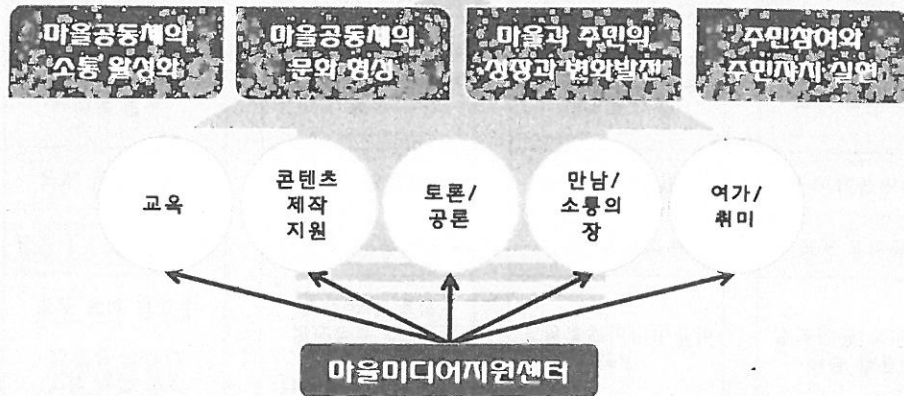 마을공동체의
소통 활성화
마을공동체의
문화 형성
마을과 주민의
성장과 변화발전
주민참여와
주민자치 실현
교육
콘텐츠
제작
지원
토론/
공론
만남/
소통의
장
여가/
취미
마을미디어지원센터